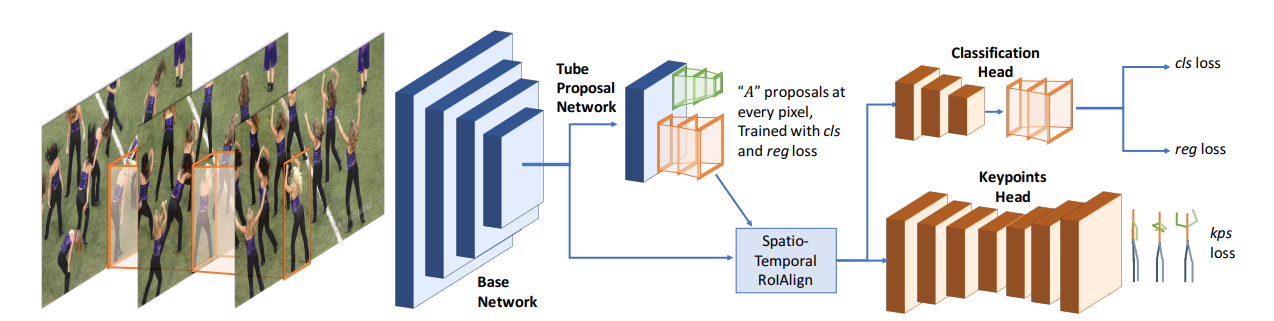 Tube
Proposal
Network
Base
Network
“A” proposals at
every pixel,
Trained with cls
and reg loss
Spatio-
Temporal
RoIAlign
Classification
Head
cls loss
reg loss
Keypoints
Head
kps
loss